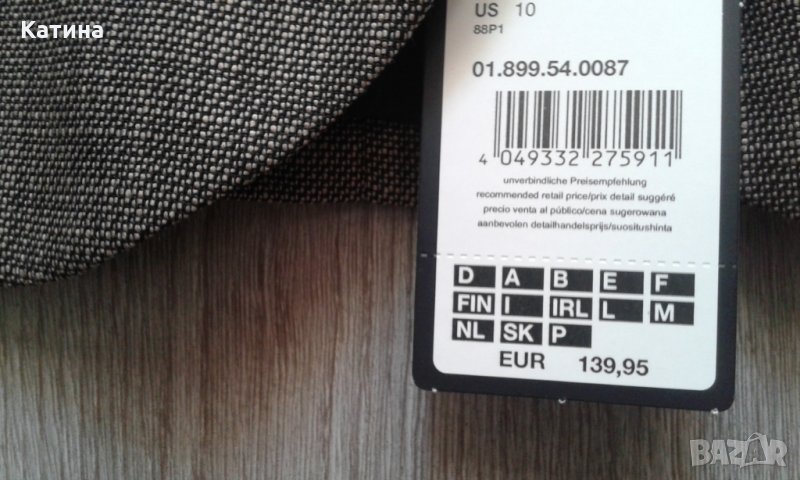 Катина
US 10
88P1
01.899.54.0087
4 049332 275911
unverbindliche Preisempfehlung
recommended retail price/prix detail suggéré
precio venta al público/cena sugerowana
aanbevolen detailhandelsprijs/suositushinta
D A B E F
FIN I IRL L M
NL SK P
EUR 139,95
BAZAR